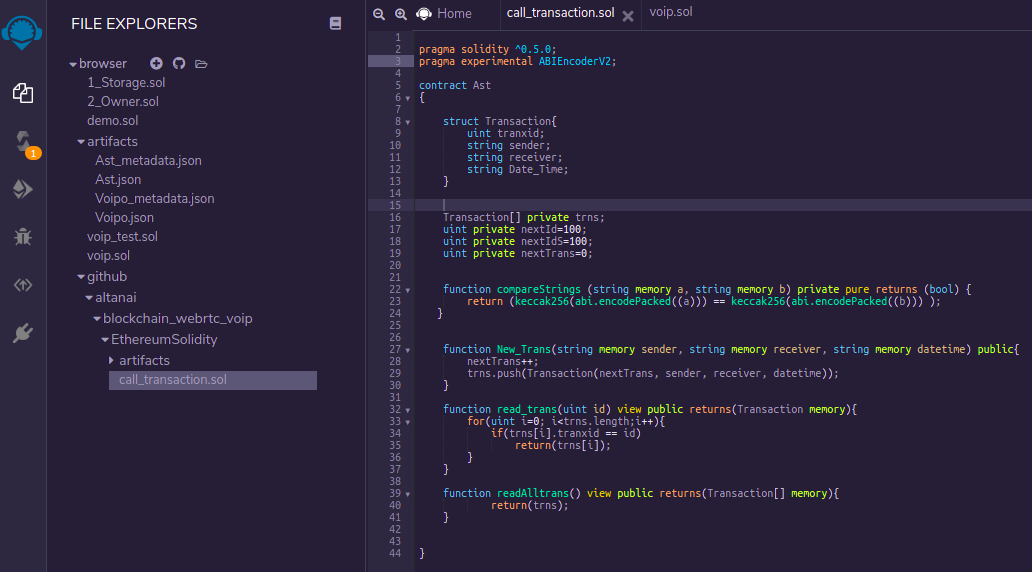 FILE EXPLORERS
browser
1_Storage.sol
2_Owner.sol
demo.sol
artifacts
Ast_metadata.json
Ast.json
Voipo_metadata.json
Voipo.json
voip_test.sol
voip.sol
github
altanai
blockchain_webrtc_voip
EthereumSolidity
artifacts
call_transaction.sol
1
Home
call_transaction.sol
voip.sol
1
2 pragma solidity ^0.5.0;
3 pragma experimental ABIEncoderV2;
4
5 contract Ast
6 {
7
8 struct Transaction{
9 uint tranxid;
10 string sender;
11 string receiver;
12 string Date_Time;
13 }
14
15
16 Transaction[] private trns;
17 uint private nextId=100;
18 uint private nextIdS=100;
19 uint private nextTrans=0;
20
21
22 function compareStrings (string memory a, string memory b) private pure returns (bool) {
23 return (keccak256(abi.encodePacked((a))) == keccak256(abi.encodePacked((b))) );
24 }
25
26
27 function New_Trans(string memory sender, string memory receiver, string memory datetime) public{
28 nextTrans++;
29 trns.push(Transaction(nextTrans, sender, receiver, datetime));
30 }
31
32 function read_trans(uint id) view public returns(Transaction memory){
33 for(uint i=0; i<trns.length;i++){
34 if(trns[i].tranxid == id)
35 return(trns[i]);
36 }
37 }
38
39 function readAlltrans() view public returns(Transaction[] memory){
40 return(trns);
41 }
42
43
44 }